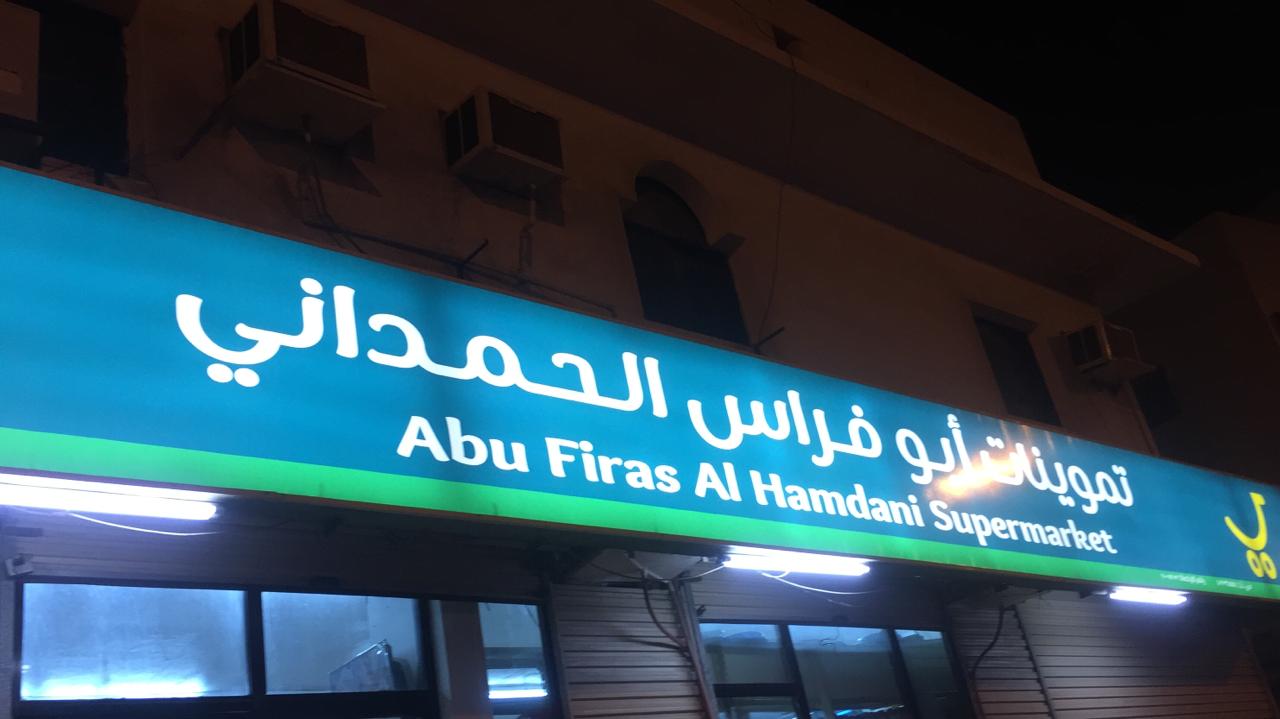 تموينات أبو فراس الحمداني
Abu Firas Al Hamdani Supermarket